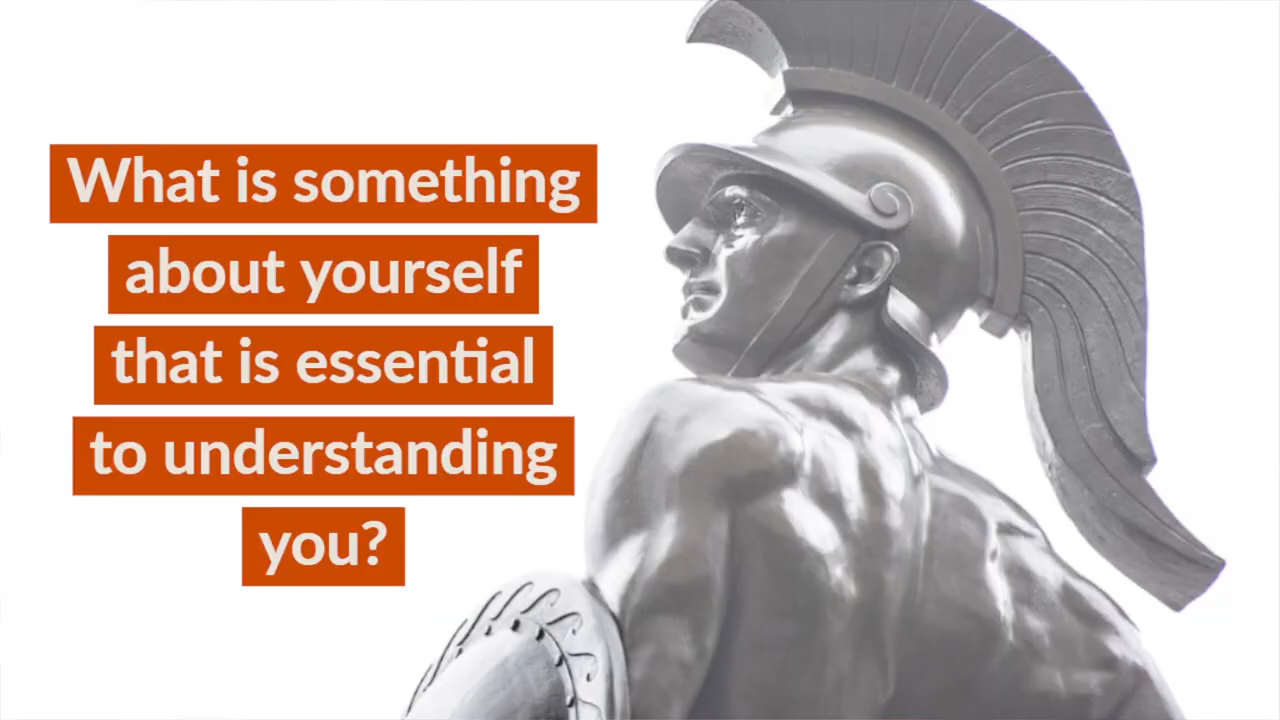 What is something
about yourself
that is essential
to understanding
you?